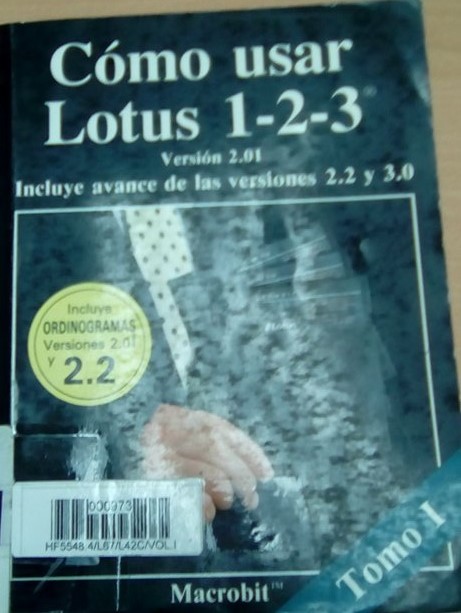 Cómo usar
Lotus 1-2-3®
Versión 2.01
Incluye avance de las versiones 2.2 y 3.0
Incluye
ORDINOGRAMAS
Versiones 2.01
y 2.2
000973
HF5548.4/L67/L42C/VOL.I
Tomo I
Macrobit™